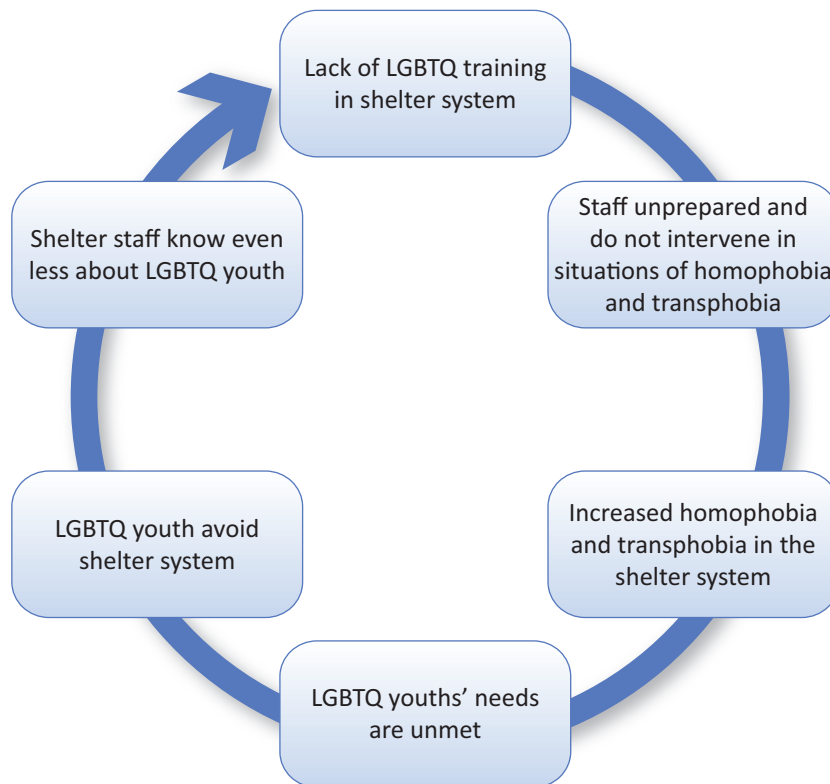 Lack of LGBTQ training
in shelter system
Staff unprepared and
do not intervene in
situations of homophobia
and transphobia
Increased homophobia
and transphobia in the
shelter system
LGBTQ youths’ needs
are unmet
LGBTQ youth avoid
shelter system
Shelter staff know even
less about LGBTQ youth